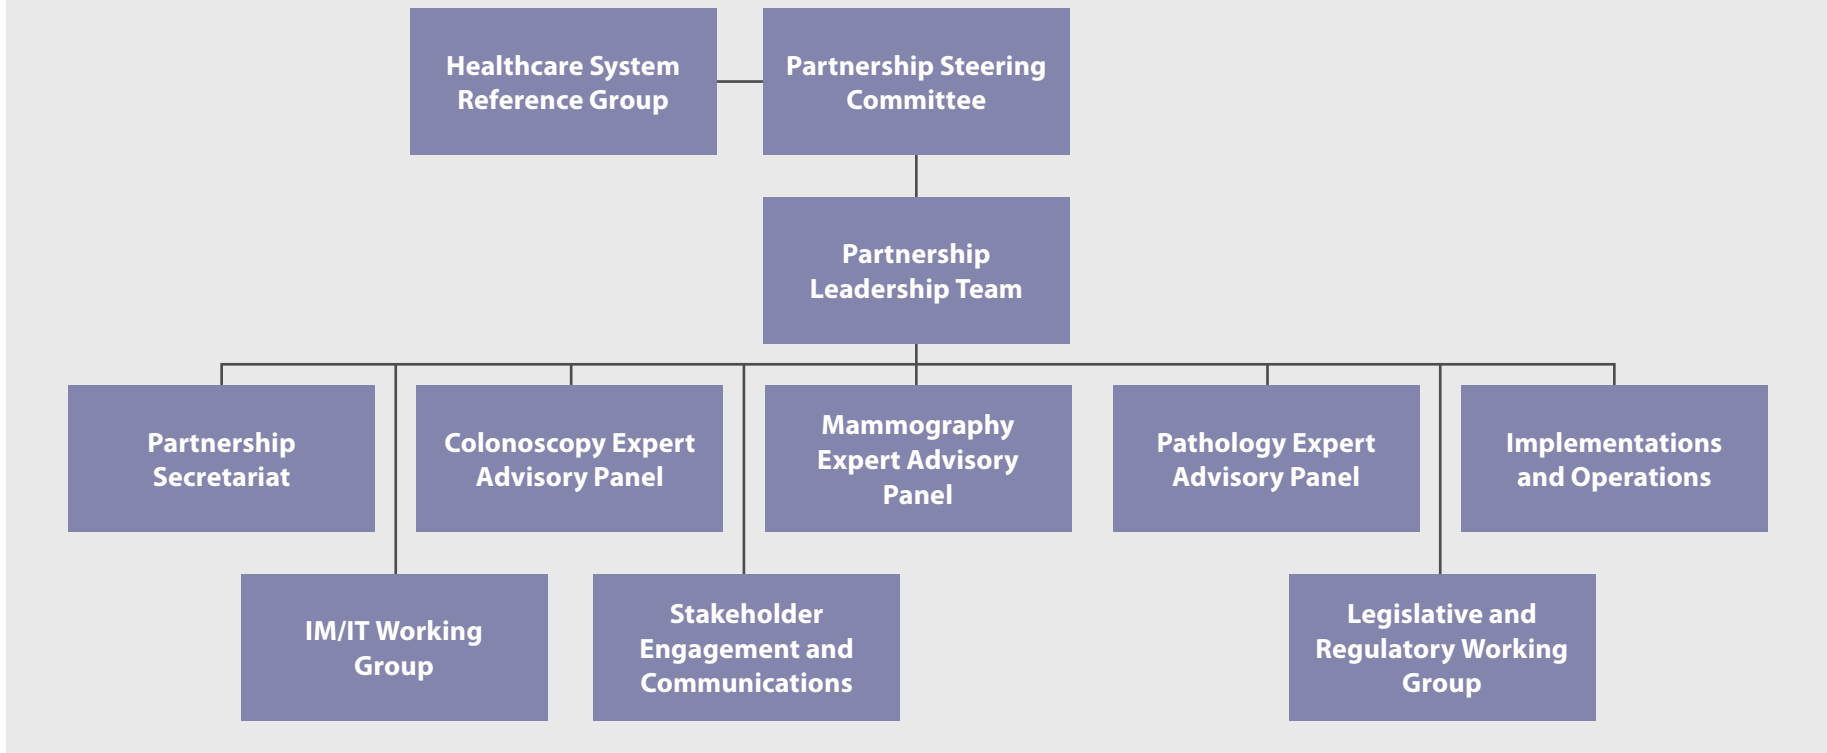 Healthcare System
Reference Group
Partnership Steering
Committee
Partnership
Leadership Team
Partnership
Secretariat
Colonoscopy Expert
Advisory Panel
Mammography
Expert Advisory
Panel
Pathology Expert
Advisory Panel
Implementations
and Operations
IM/IT Working
Group
Stakeholder
Engagement and
Communications
Legislative and
Regulatory Working
Group